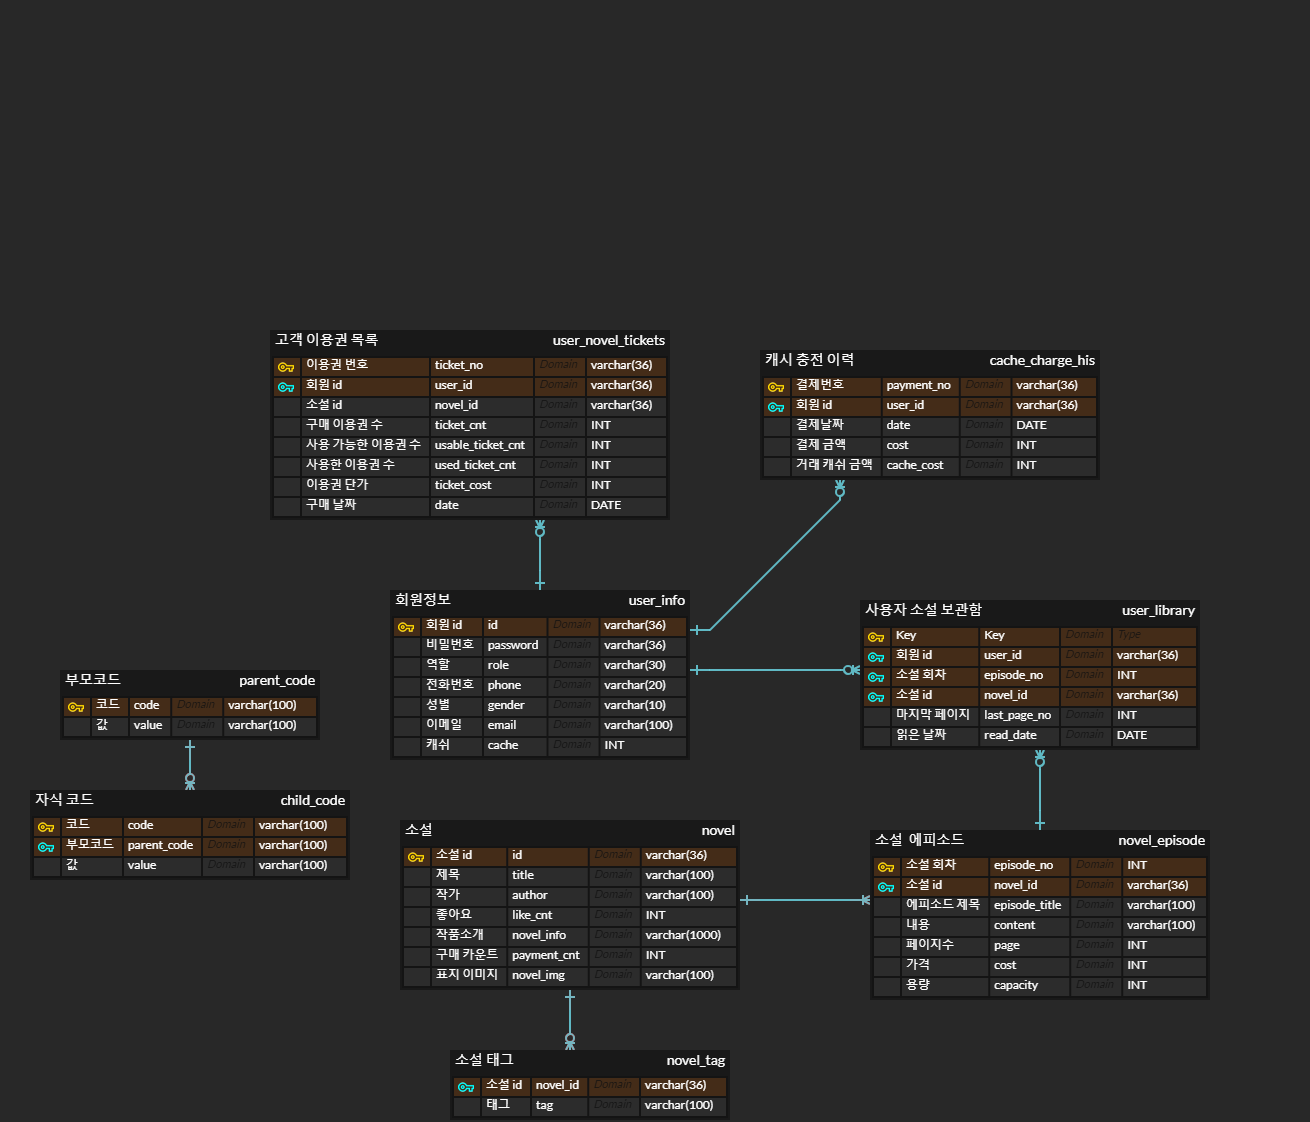 고객 이용권 목록 user_novel_tickets
이용권 번호 ticket_no Domain varchar(36)
회원 id user_id Domain varchar(36)
소설 id novel_id Domain varchar(36)
구매 이용권 수 ticket_cnt Domain INT
사용 가능한 이용권 수 usable_ticket_cnt Domain INT
사용한 이용권 수 used_ticket_cnt Domain INT
이용권 단가 ticket_cost Domain INT
구매 날짜 date Domain DATE
캐시 충전 이력 cache_charge_his
결제번호 payment_no Domain varchar(36)
회원 id user_id Domain varchar(36)
결제날짜 date Domain DATE
결제 금액 cost Domain INT
거래 캐쉬 금액 cache_cost Domain INT
회원정보 user_info
회원 id id Domain varchar(36)
비밀번호 password Domain varchar(36)
역할 role Domain varchar(30)
전화번호 phone Domain varchar(20)
성별 gender Domain varchar(10)
이메일 email Domain varchar(100)
캐쉬 cache Domain INT
사용자 소설 보관함 user_library
Key Key Domain Type
회원 id user_id Domain varchar(36)
소설 회차 episode_no Domain INT
소설 id novel_id Domain varchar(36)
마지막 페이지 last_page_no Domain INT
읽은 날짜 read_date Domain DATE
부모코드 parent_code
코드 code Domain varchar(100)
값 value Domain varchar(100)
자식 코드 child_code
코드 code Domain varchar(100)
부모코드 parent_code Domain varchar(100)
값 value Domain varchar(100)
소설 novel
소설 id id Domain varchar(36)
제목 title Domain varchar(100)
작가 author Domain varchar(100)
좋아요 like_cnt Domain INT
작품소개 novel_info Domain varchar(1000)
구매 카운트 payment_cnt Domain INT
표지 이미지 novel_img Domain varchar(100)
소설 에피소드 novel_episode
소설 회차 episode_no Domain INT
소설 id novel_id Domain varchar(36)
에피소드 제목 episode_title Domain varchar(100)
내용 content Domain varchar(100)
페이지수 page Domain INT
가격 cost Domain INT
용량 capacity Domain INT
소설 태그 novel_tag
소설 id novel_id Domain varchar(36)
태그 tag Domain varchar(100)